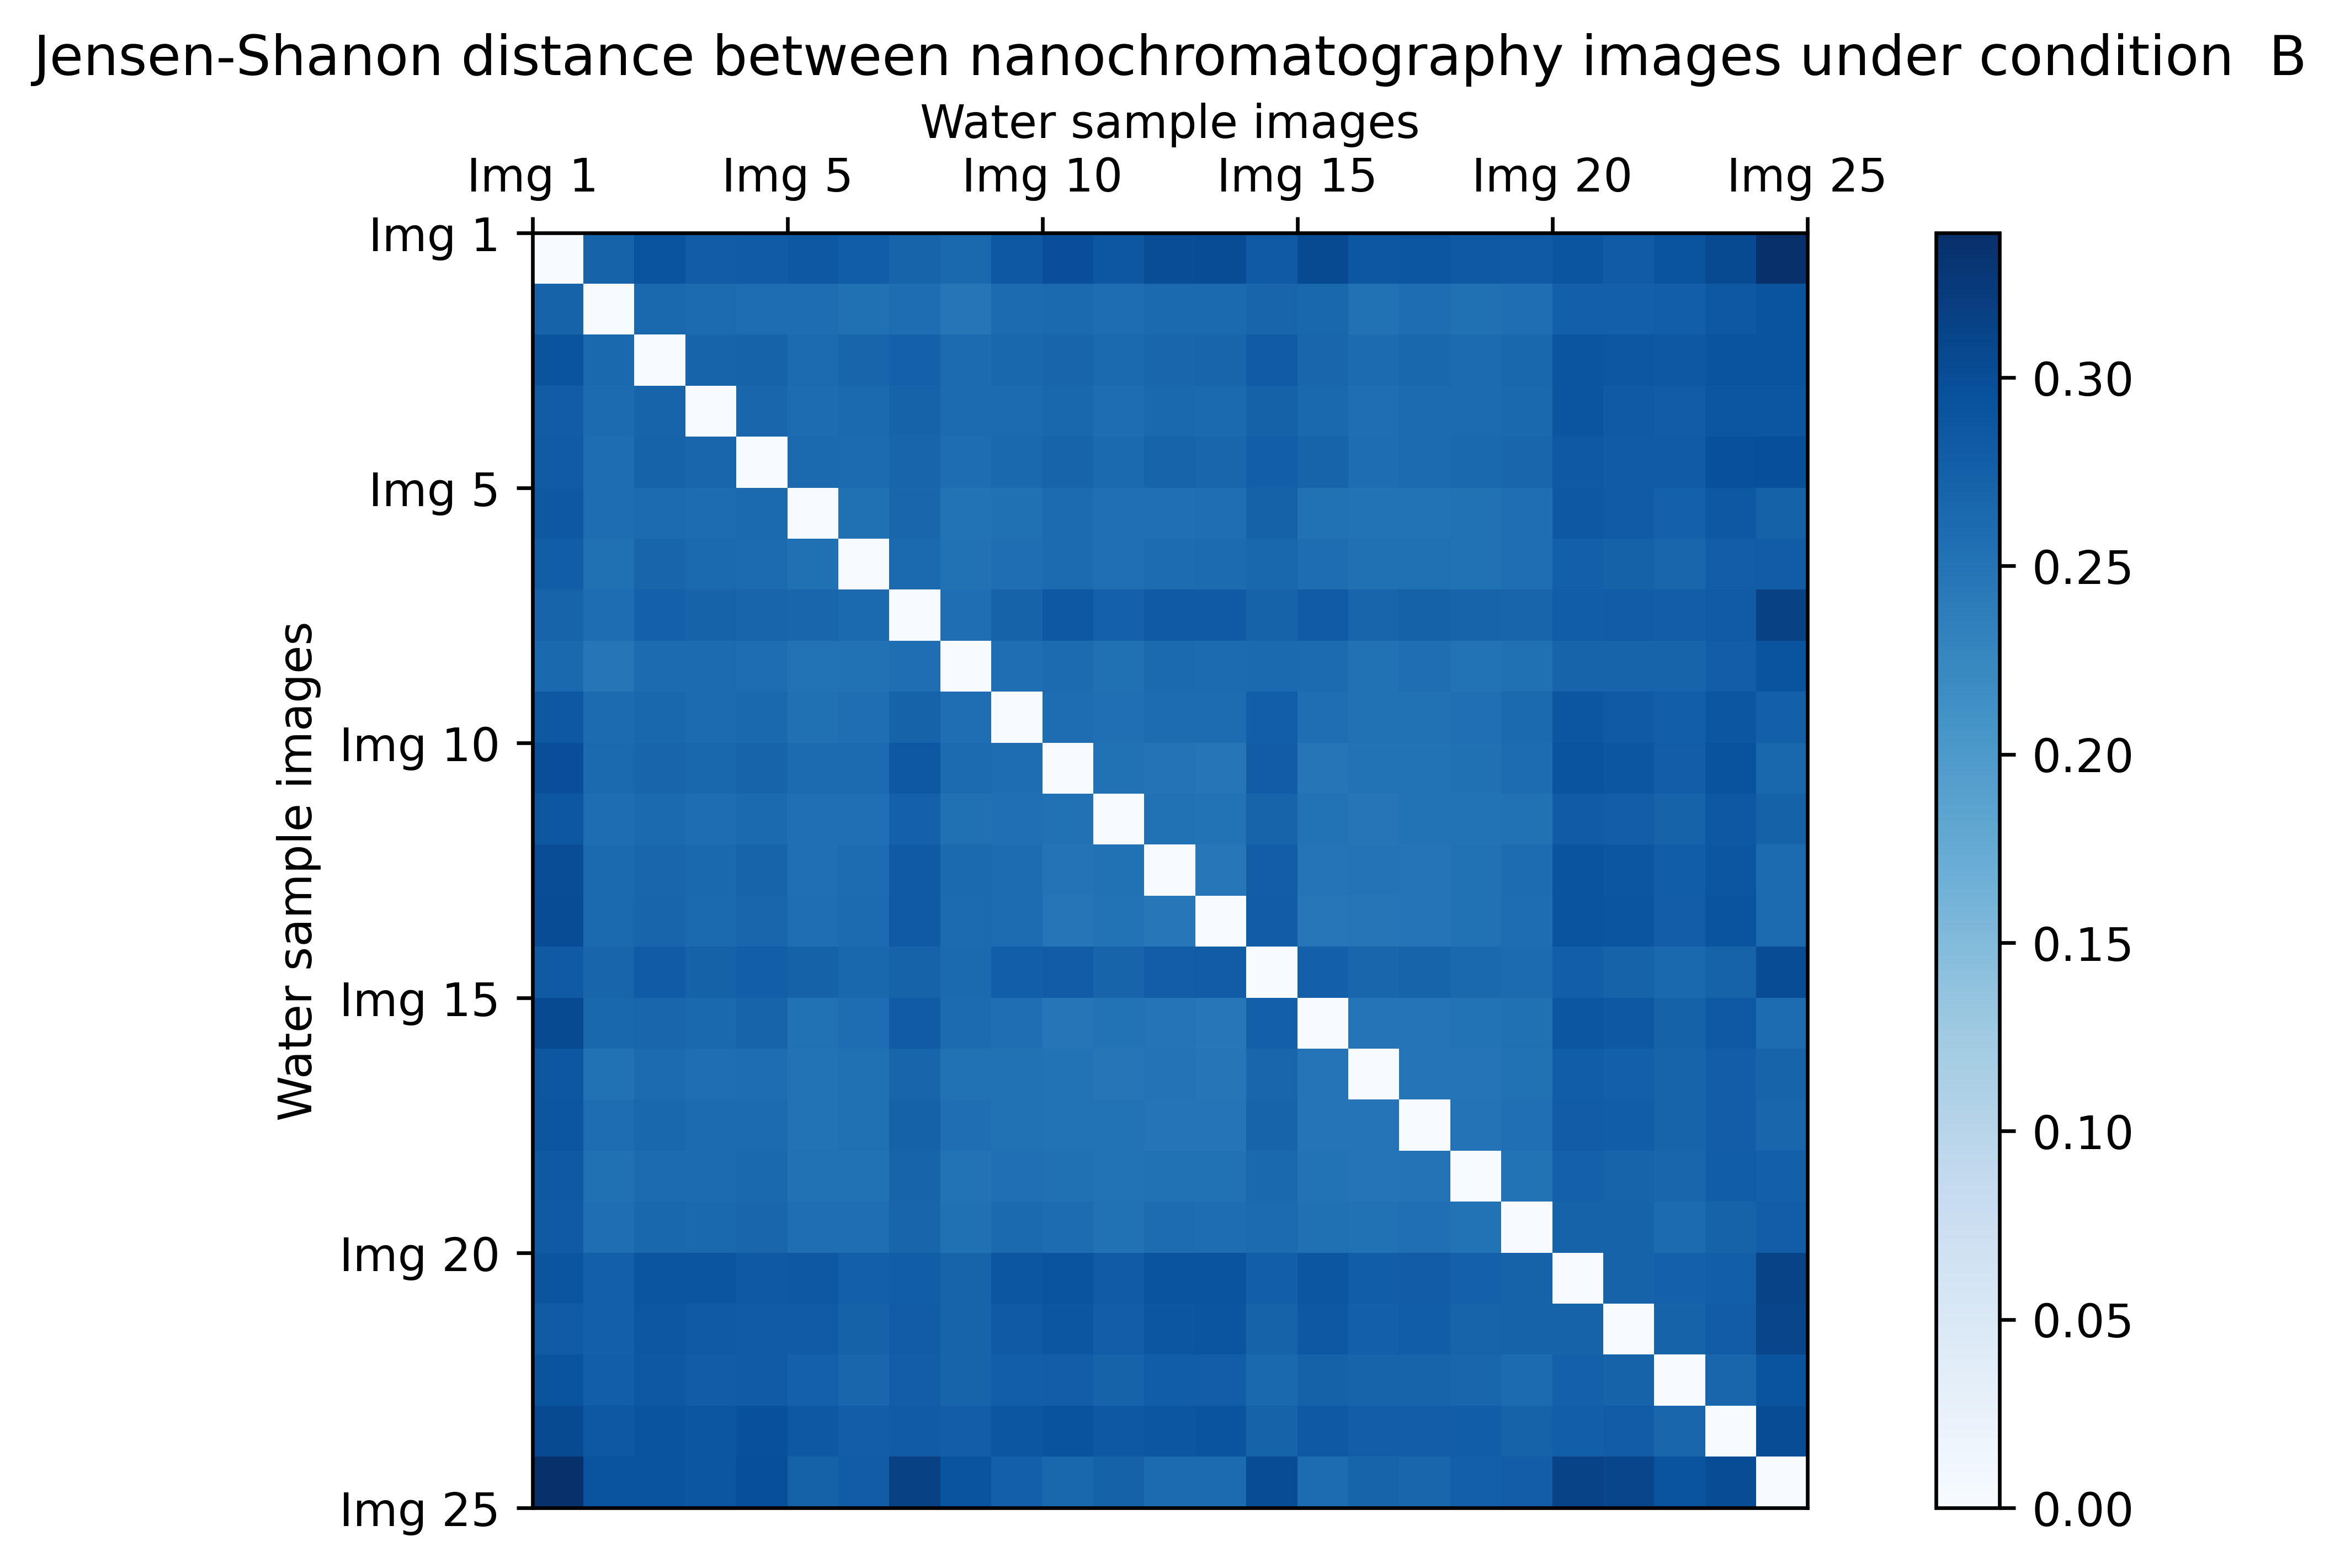 Jensen-Shanon distance between nanochromatography images under condition  B
Water sample images
Img 1
Img 5
Img 10
Img 15
Img 20
Img 25
Water sample images
Img 1
Img 5
Img 10
Img 15
Img 20
Img 25
0.30
0.25
0.20
0.15
0.10
0.05
0.00